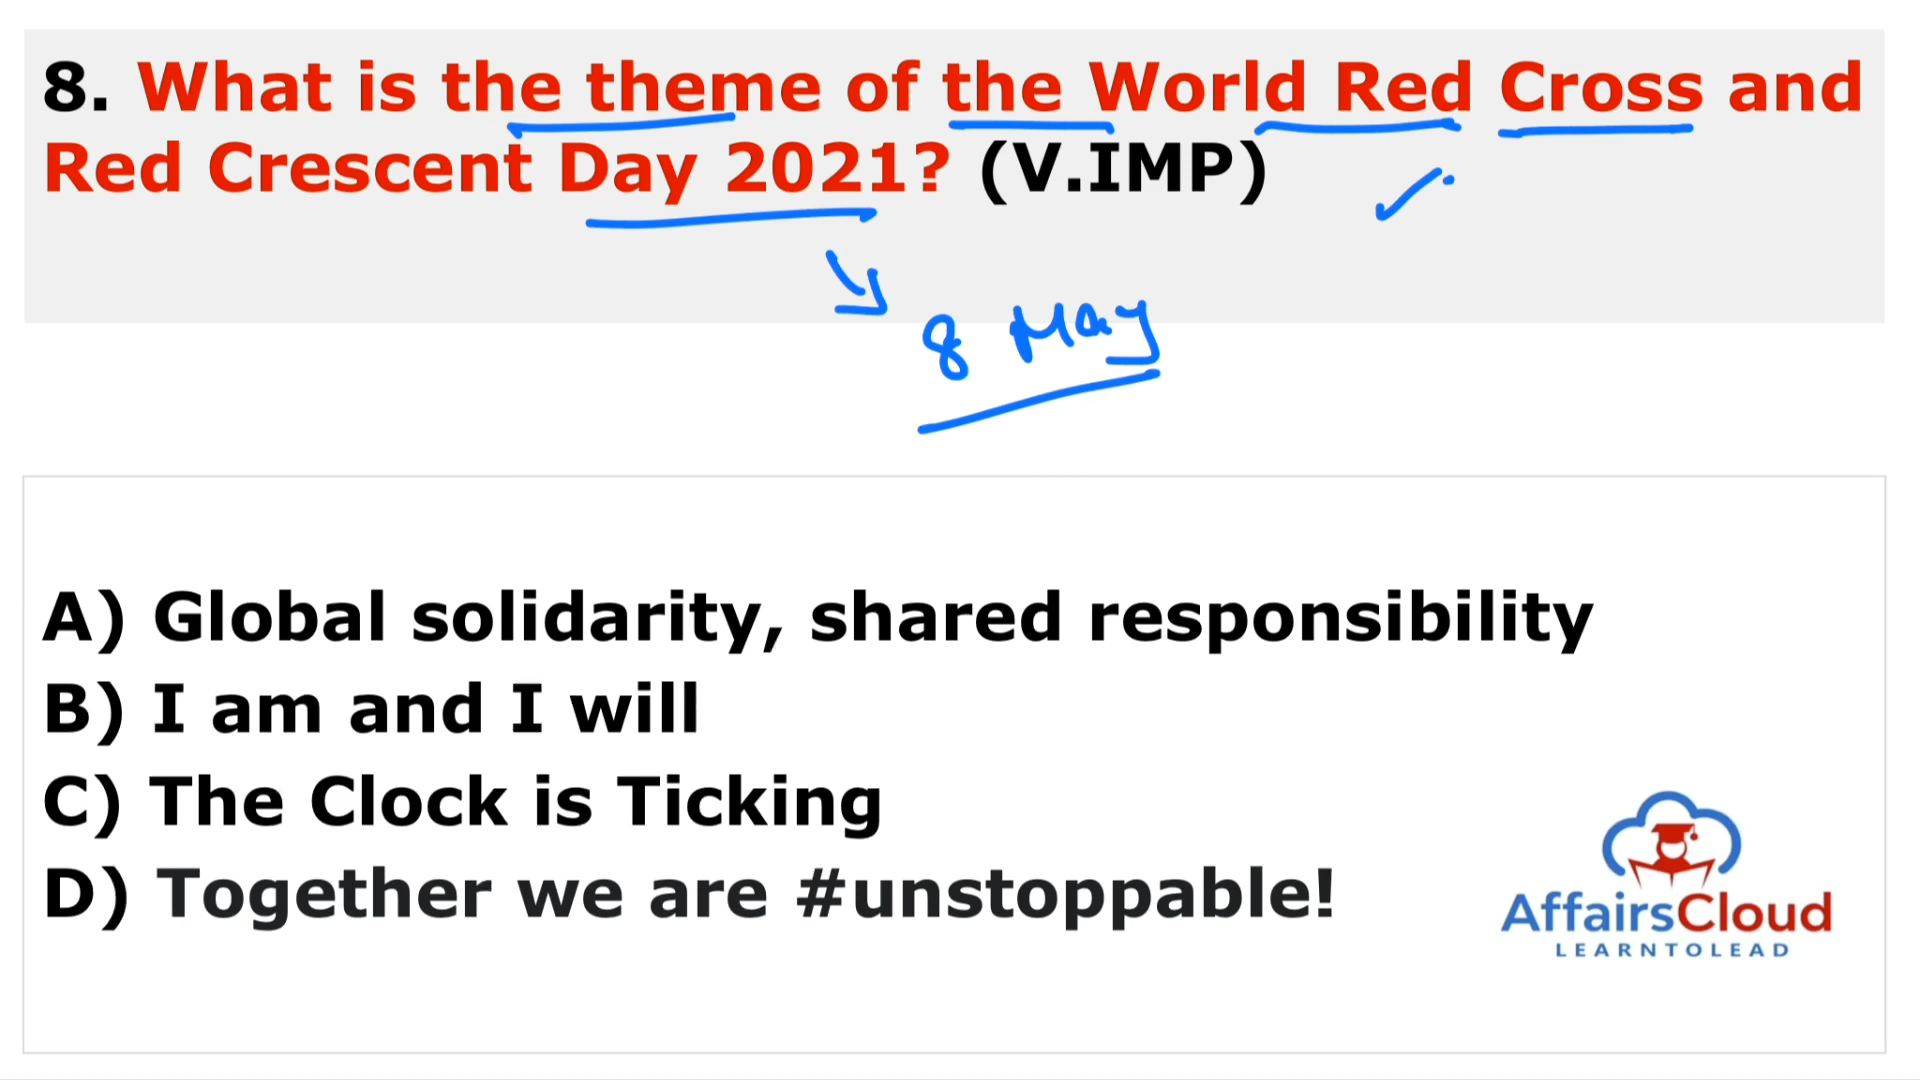 8. What is the theme of the World Red Cross and
Red Crescent Day 2021? (V.IMP)
8 May
A) Global solidarity, shared responsibility
B) I am and I will
C) The Clock is Ticking
D) Together we are #unstoppable!
AffairsCloud
LEARNTOLEAD